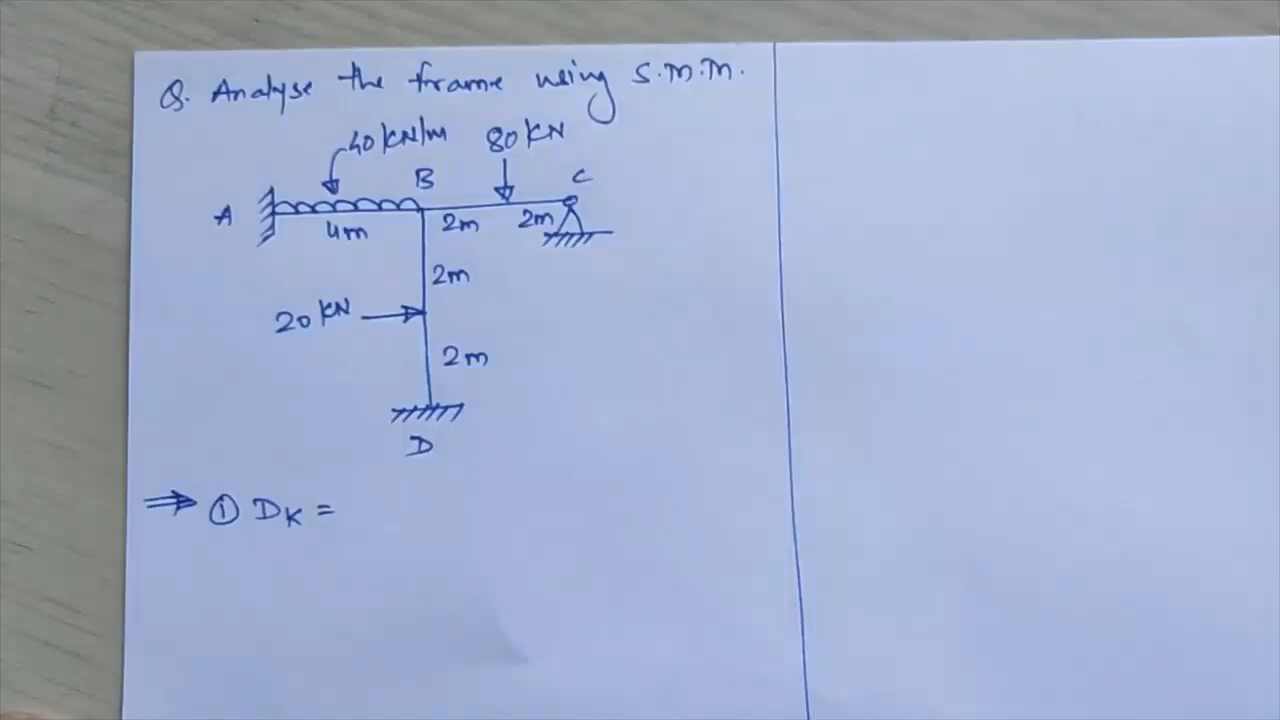 Q. Analyse the frame using S.M.M.
40 KN/m 80 KN
A B C
4m 2m 2m
2m
20 KN
2m
D
⇒ ① DK =